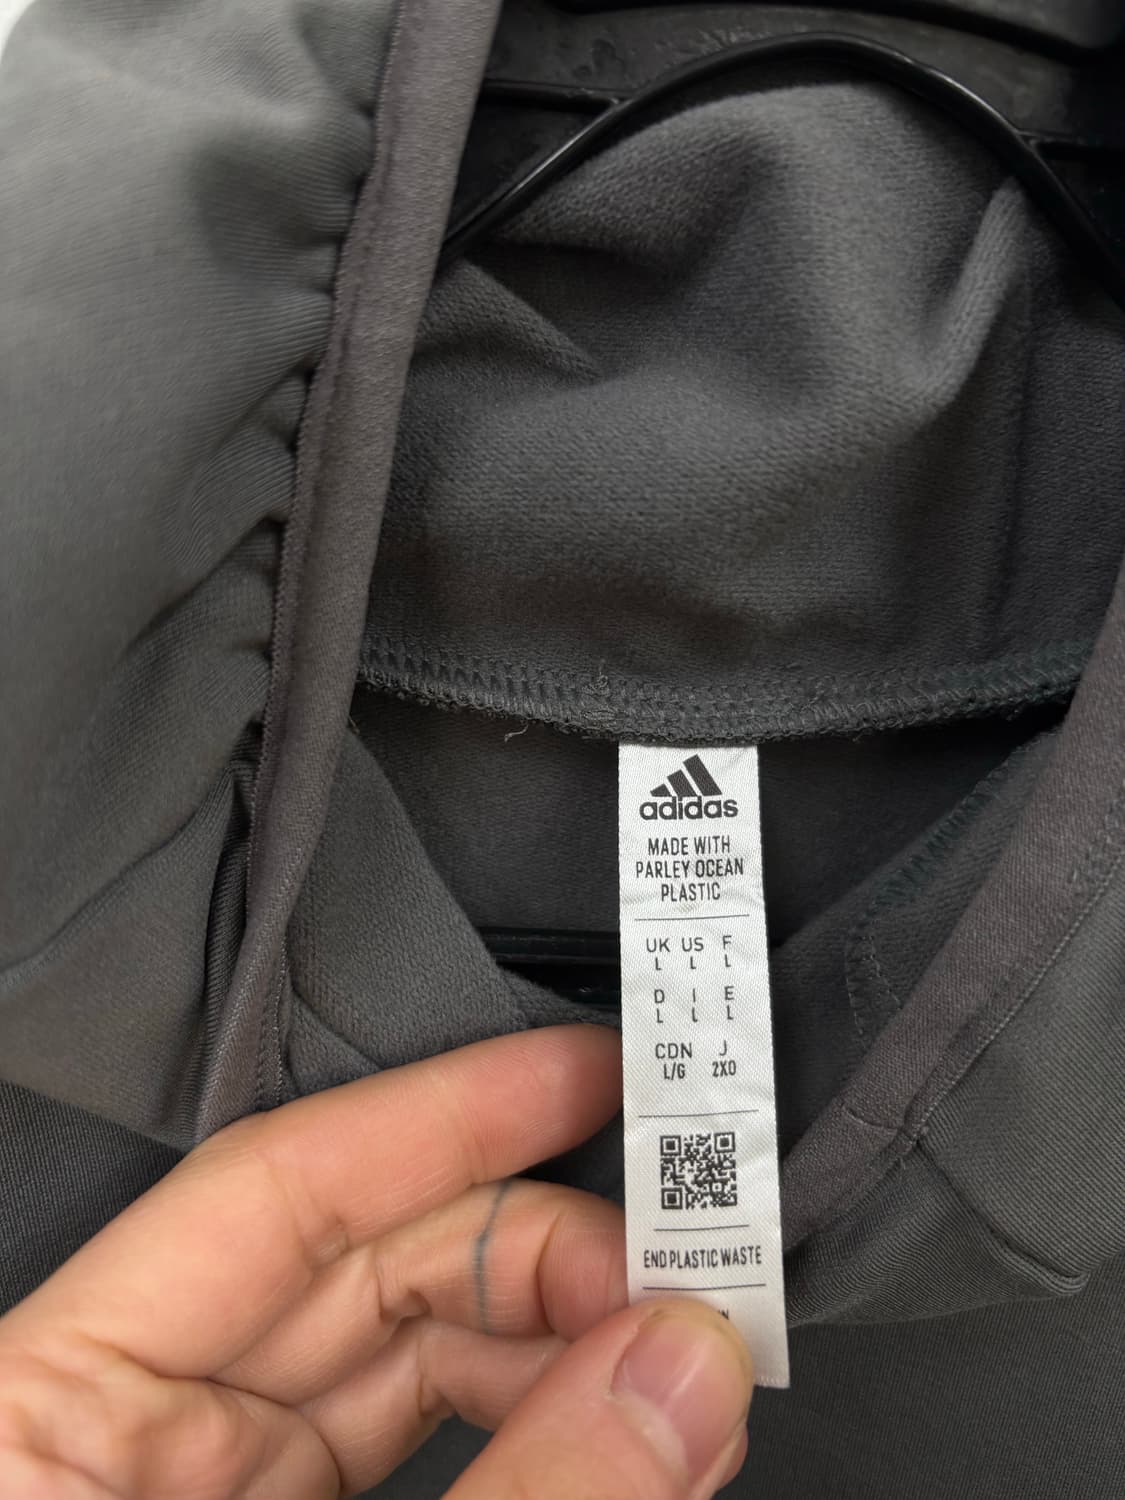 adidas
MADE WITH
PARLEY OCEAN
PLASTIC
UK US F
L L L
D I E
L L L
CDN J
L/G 2XO
END PLASTIC WASTE